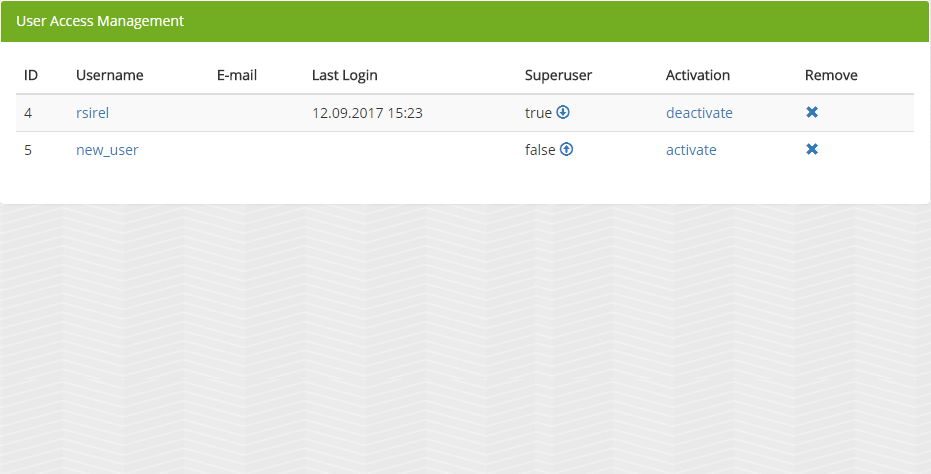 User Access Management
ID Username E-mail Last Login Superuser Activation Remove
4 rsirel 12.09.2017 15:23 true deactivate
5 new_user false activate